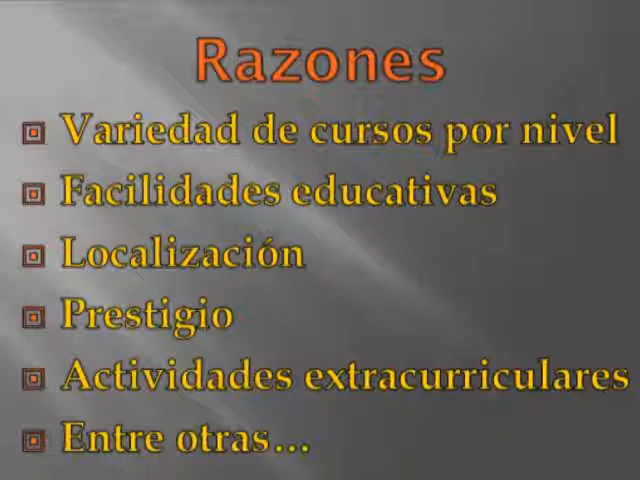 Razones
Variedad de cursos por nivel
Facilidades educativas
Localización
Prestigio
Actividades extracurriculares
Entre otras...